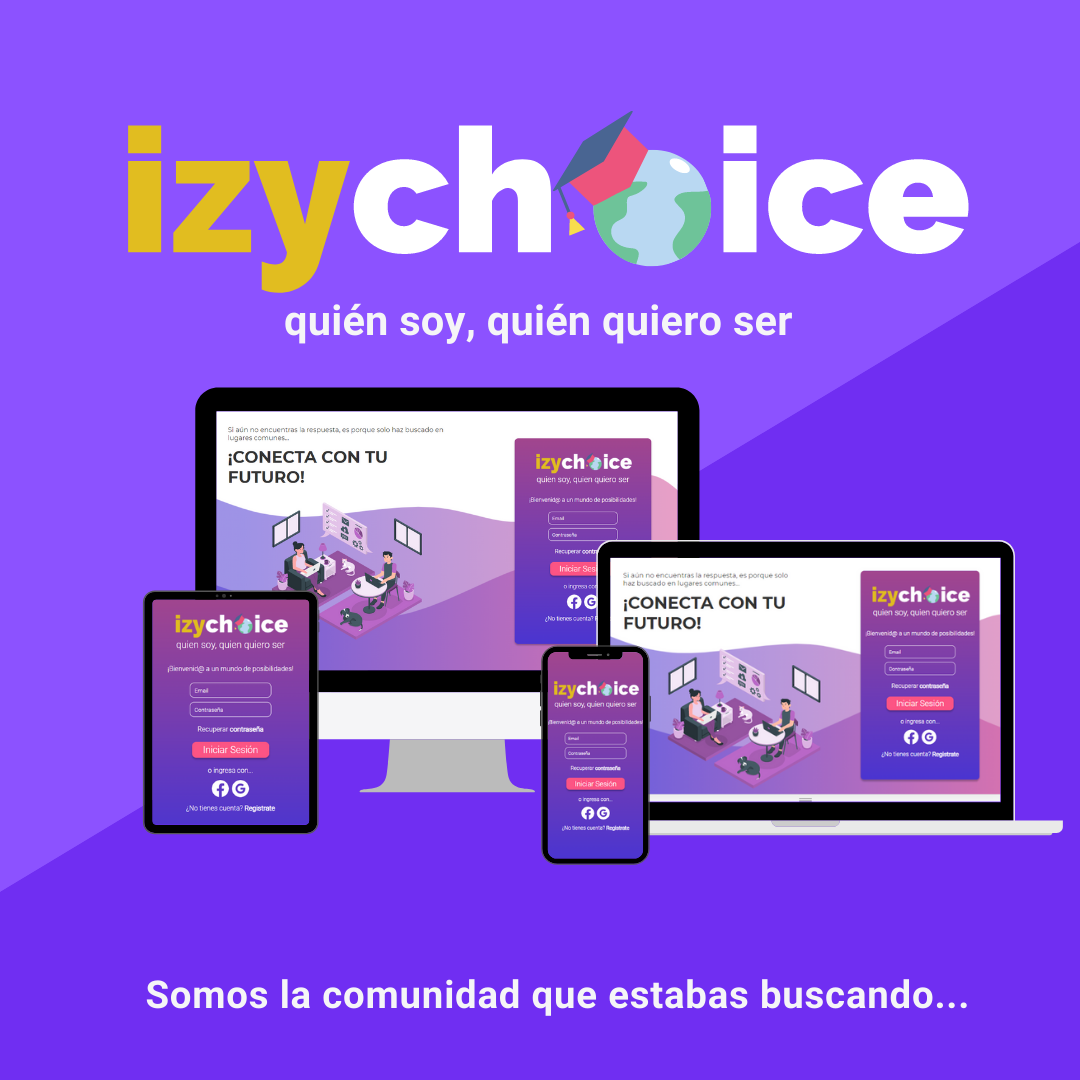 izychoice
quién soy, quién quiero ser
Si aún no encuentras la respuesta, es porque solo haz buscado en
lugares comunes...
¡CONECTA CON TU
FUTURO!
izychoice
quien soy, quien quiero ser
¡Bienvenid@ a un mundo de posibilidades!
Email
Contraseña
Recuperar
Iniciar
o ingresa
¿No tienes cuenta?
izychoice
quien soy, quien quiero ser
¡Bienvenid@ a un mundo de posibilidades!
Email
Contraseña
Recuperar contraseña
Iniciar Sesión
o ingresa con...
¿No tienes cuenta? Registrate
izychoice
quien soy, quien quiero ser
¡Bienvenid@ a un mundo de posibilidades!
Email
Contraseña
Recuperar contraseña
Iniciar Sesión
o ingresa con...
¿No tienes cuenta? Registrate
Si aún no encuentras la respuesta, es porque solo
haz buscado en lugares comunes...
¡CONECTA CON TU
FUTURO!
izychoice
quien soy, quien quiero ser
¡Bienvenid@ a un mundo de posibilidades!
Email
Contraseña
Recuperar contraseña
Iniciar Sesión
o ingresa con...
¿No tienes cuenta? Registrate
Somos la comunidad que estabas buscando...